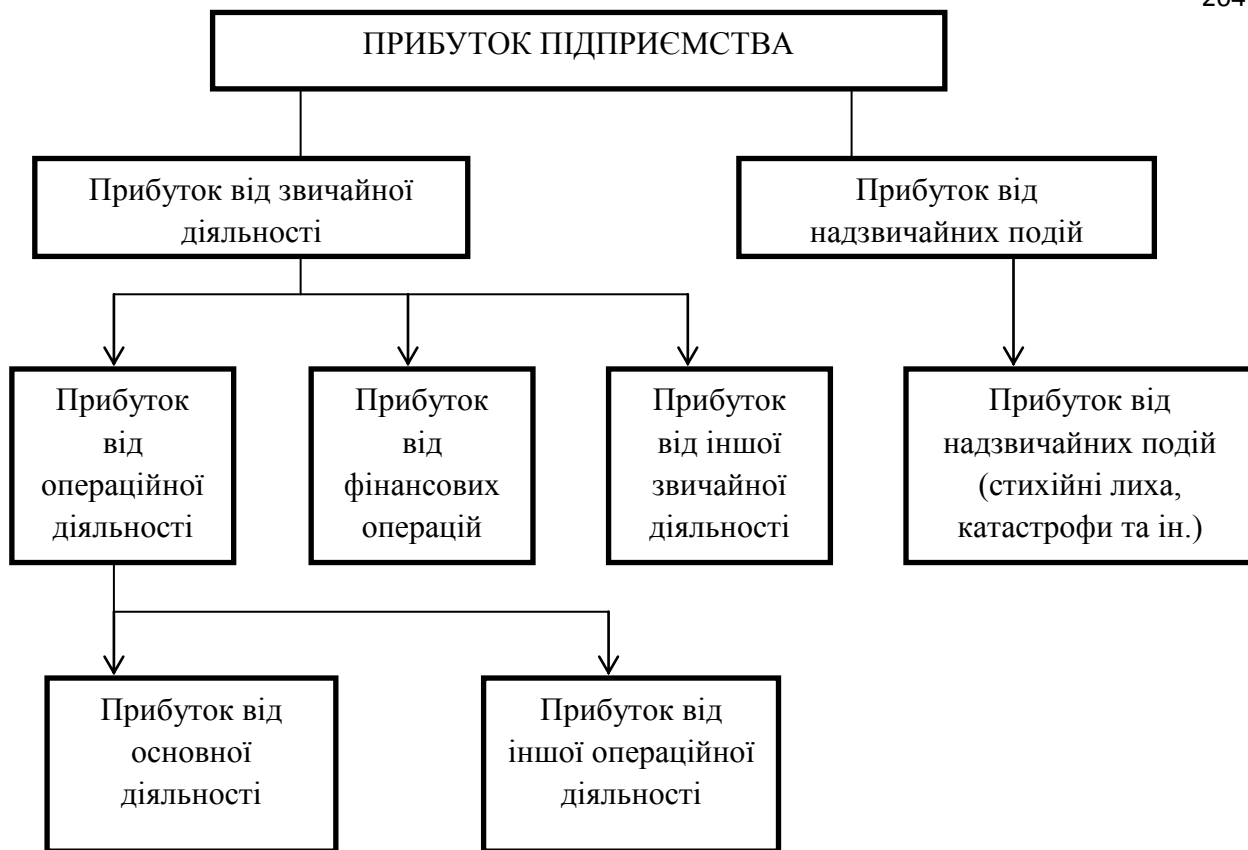 ПРИБУТОК ПІДПРИЄМСТВА
Прибуток від звичайної
діяльності
Прибуток від
надзвичайних подій
Прибуток
від
операційної
діяльності
Прибуток
від
фінансових
операцій
Прибуток
від іншої
звичайної
діяльності
Прибуток від
надзвичайних подій
(стихійні лиха,
катастрофи та ін.)
Прибуток від
основної
діяльності
Прибуток від
іншої операційної
діяльності